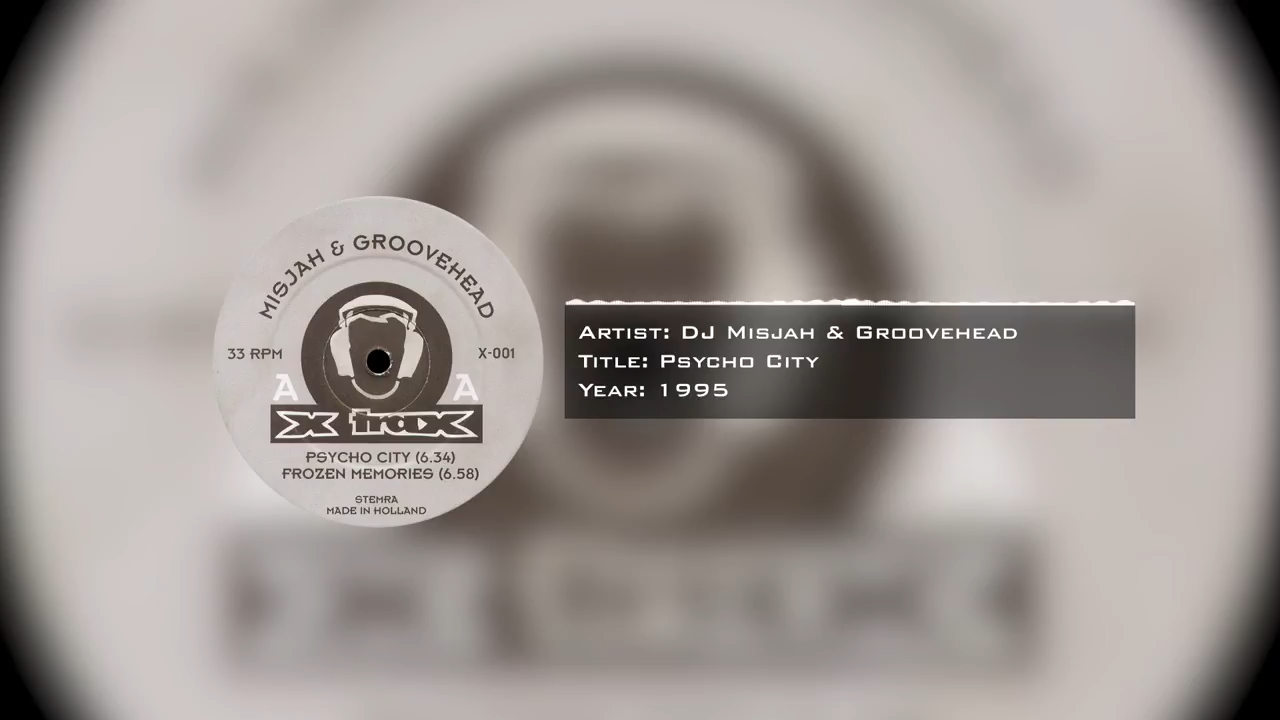 MISJAH & GROOVEHEAD
33 RPM
X-001
A
A
X traX
PSYCHO CITY (6.34)
FROZEN MEMORIES (6.58)
STEMRA
MADE IN HOLLAND
Artist: DJ Misjah & Groovehead
Title: Psycho City
Year: 1995